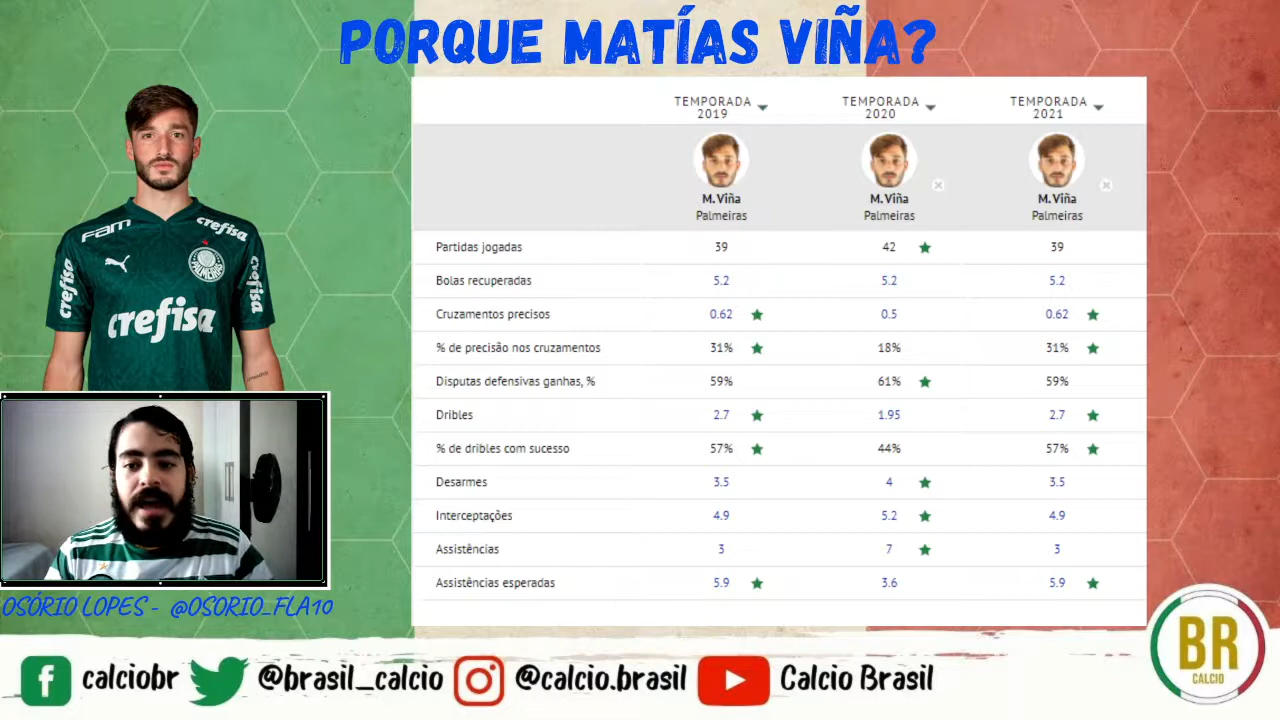 PORQUE MATÍAS VIÑA?
TEMPORADA 2019 TEMPORADA 2020 TEMPORADA 2021
M. Viña M. Viña M. Viña
Palmeiras Palmeiras Palmeiras
Partidas jogadas 39 42 39
Bolas recuperadas 5.2 5.2 5.2
Cruzamentos precisos 0.62 0.5 0.62
% de precisão nos cruzamentos 31% 18% 31%
Disputas defensivas ganhas, % 59% 61% 59%
Dribles 2.7 1.95 2.7
% de dribles com sucesso 57% 44% 57%
Desarmes 3.5 4 3.5
Interceptações 4.9 5.2 4.9
Assistências 3 7 3
Assistências esperadas 5.9 3.6 5.9
FAM crefisa
PALMEIRAS
crefisa crefisa
crefisa
OSÓRIO LOPES - @OSORIO_FLA10
calciobr @brasil_calcio @calcio.brasil Calcio Brasil
BR
CALCIO